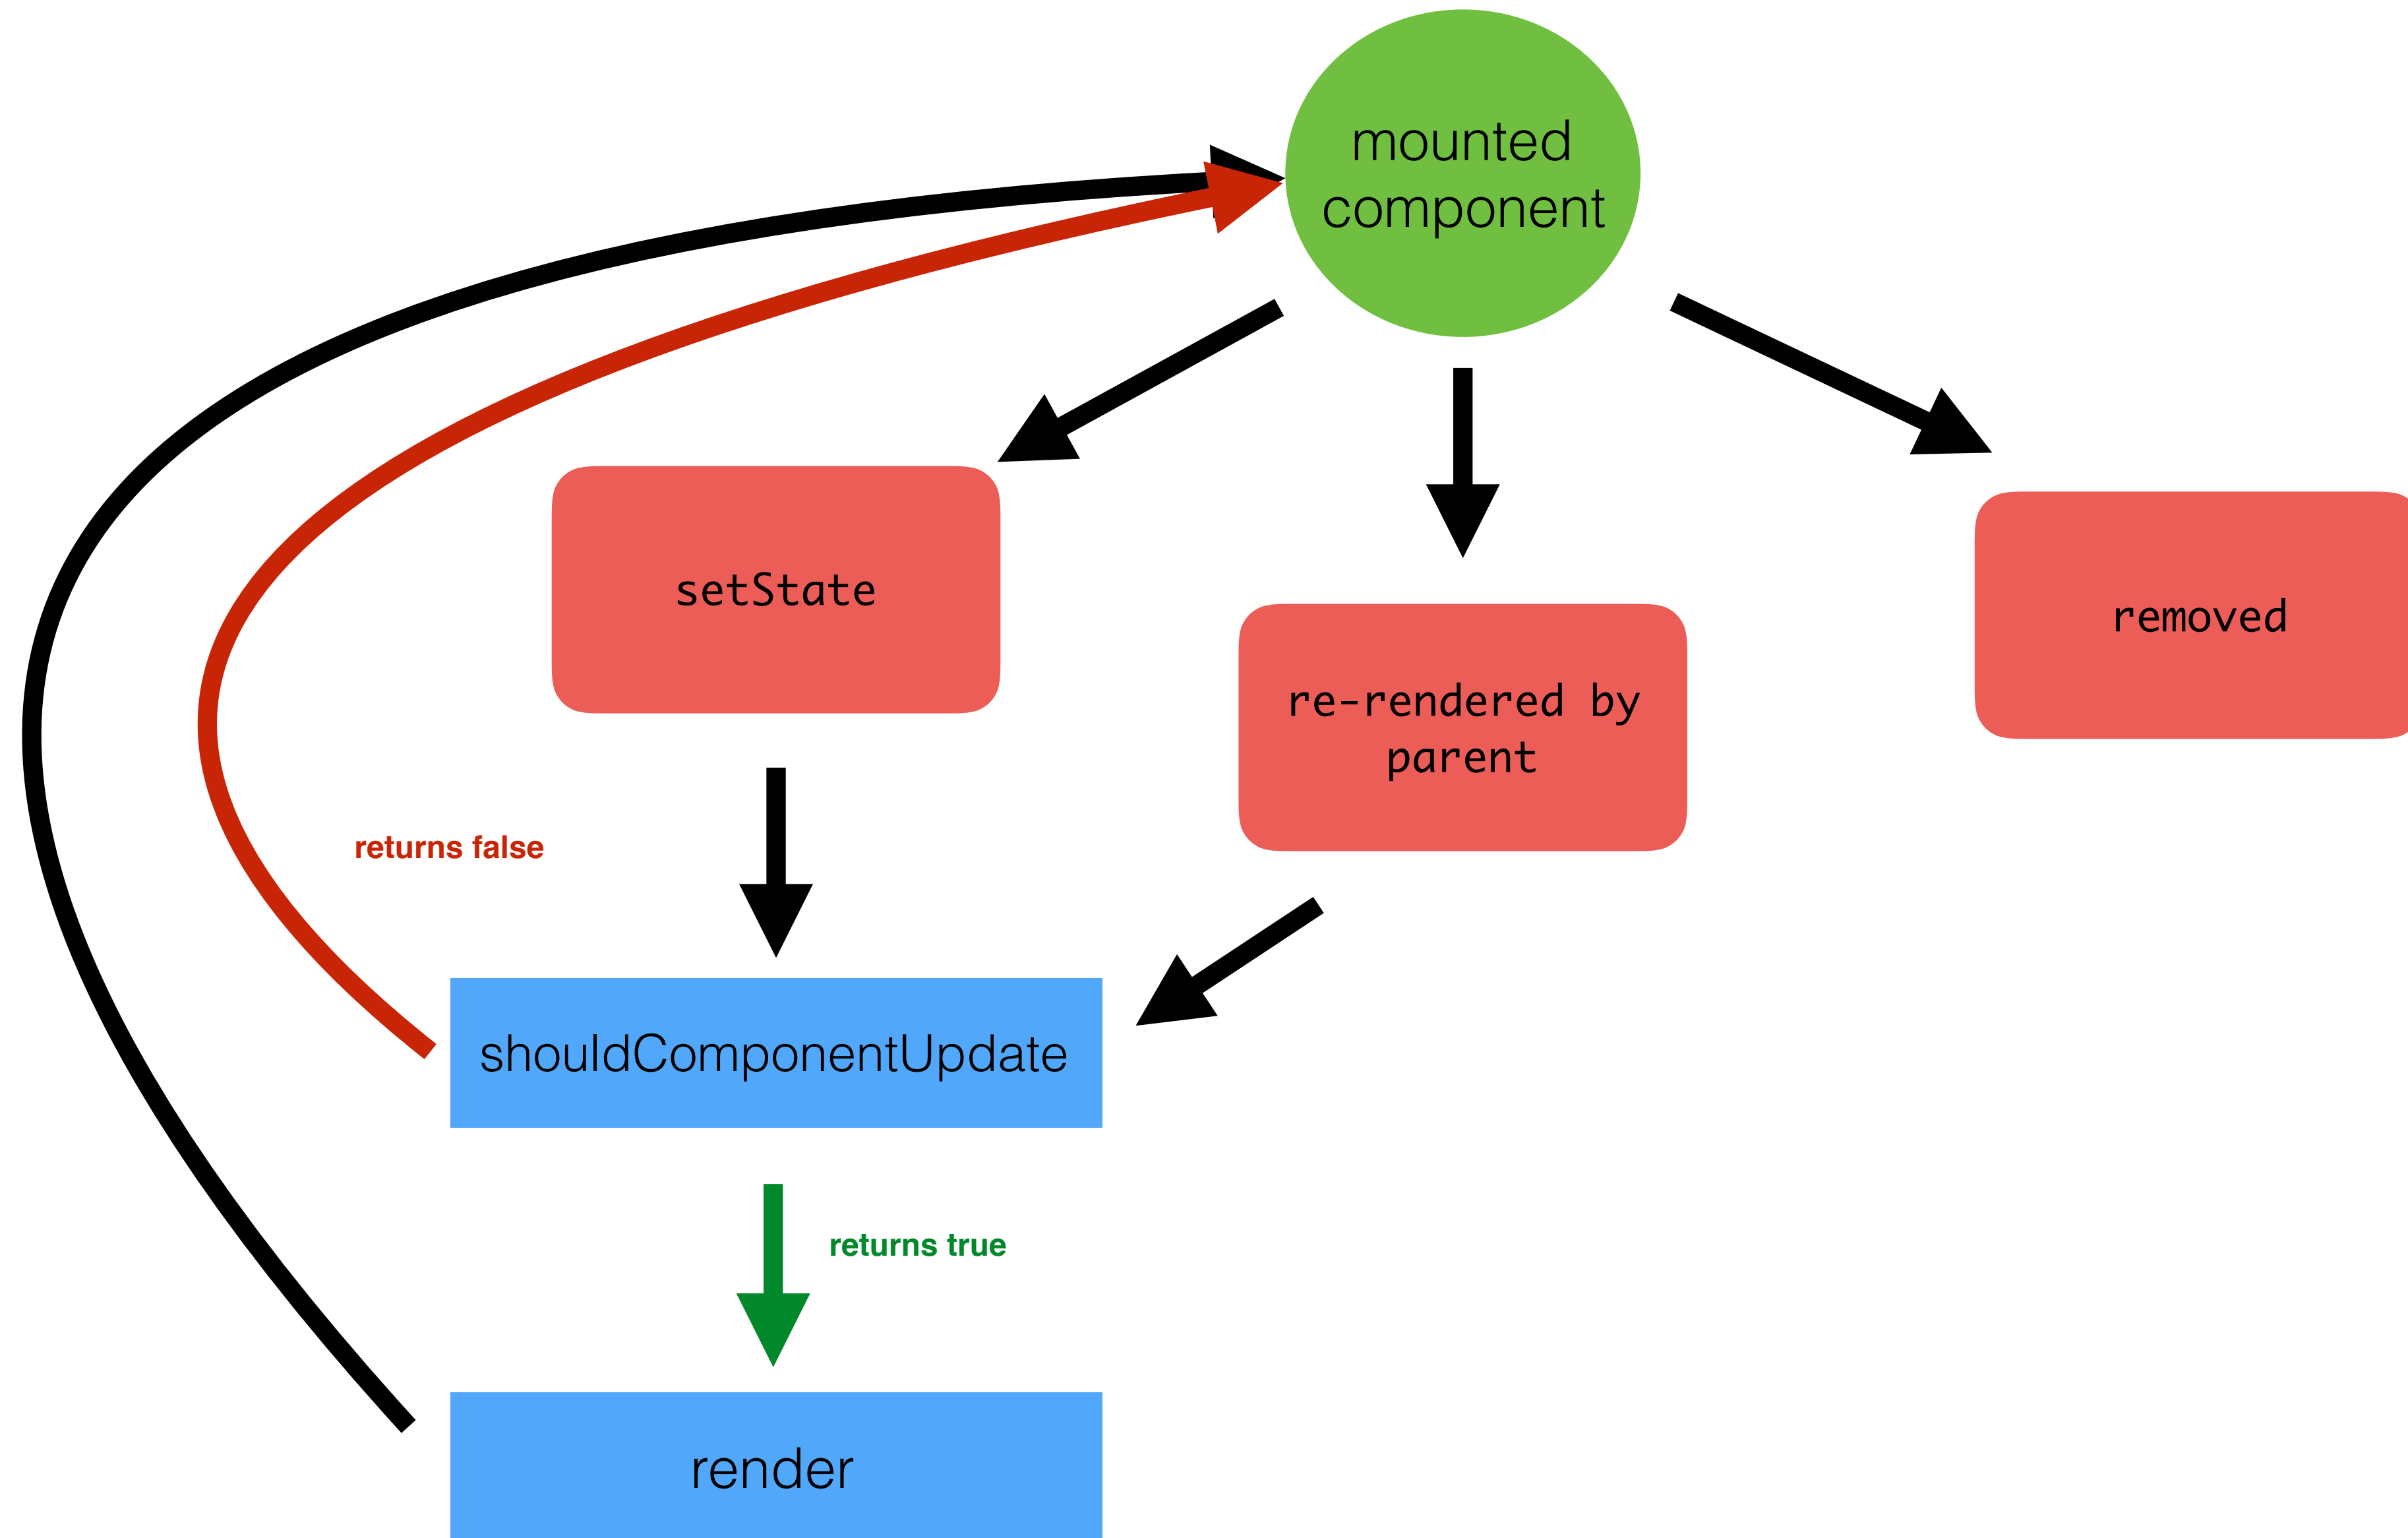 mounted
component
setState
removed
re-rendered by
parent
returns false
shouldComponentUpdate
returns true
render